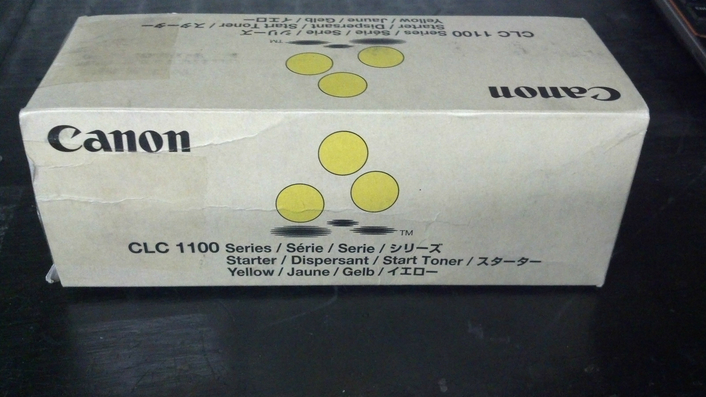 CLC 1100 Series / Série / Serie / シリーズ
Starter / Dispersant / Start Toner / スターター
Yellow / Jaune / Gelb / イエロー
TM
Canon
Canon
TM
CLC 1100 Series / Série / Serie / シリーズ
Starter / Dispersant / Start Toner / スターター
Yellow / Jaune / Gelb / イエロー